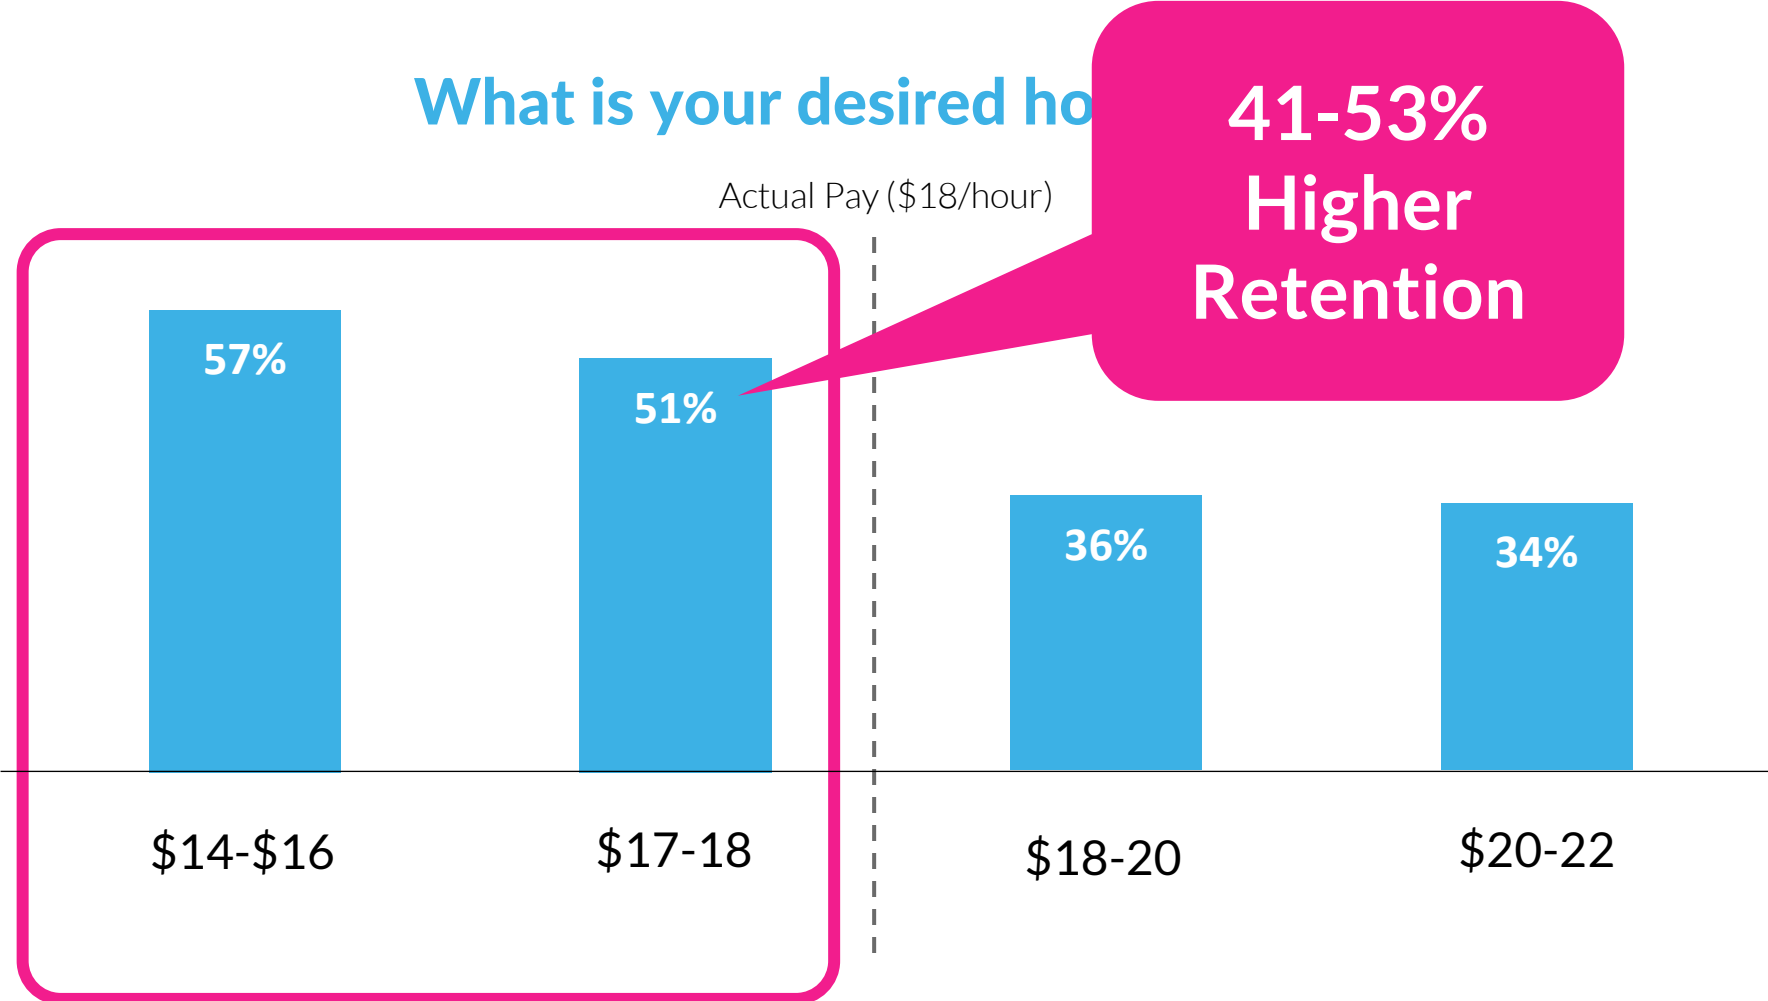 What is your desired
41-53%
Higher
Retention
Actual Pay ($18/hour)
57%
51%
36%
34%
$14-$16
$17-18
$18-20
$20-22